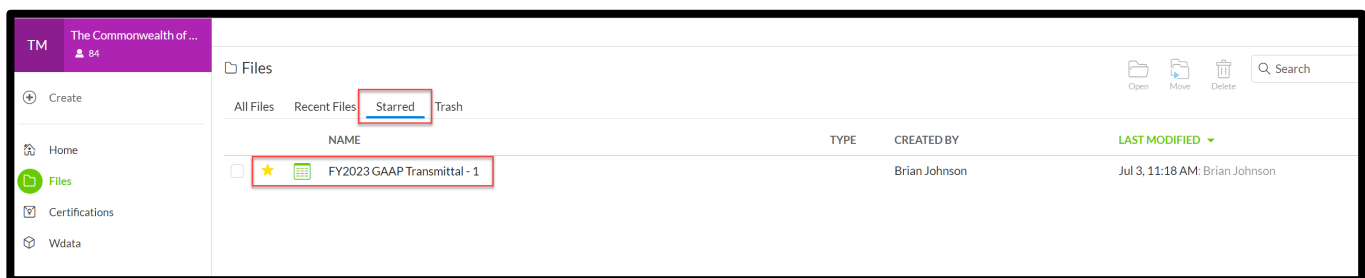 TM
The Commonwealth of ...
84
Create
Home
Files
Certifications
Wdata
Files
Open Move Delete
Search
All Files Recent Files Starred Trash
NAME TYPE CREATED BY LAST MODIFIED
FY2023 GAAP Transmittal - 1 Brian Johnson Jul 3, 11:18 AM: Brian Johnson